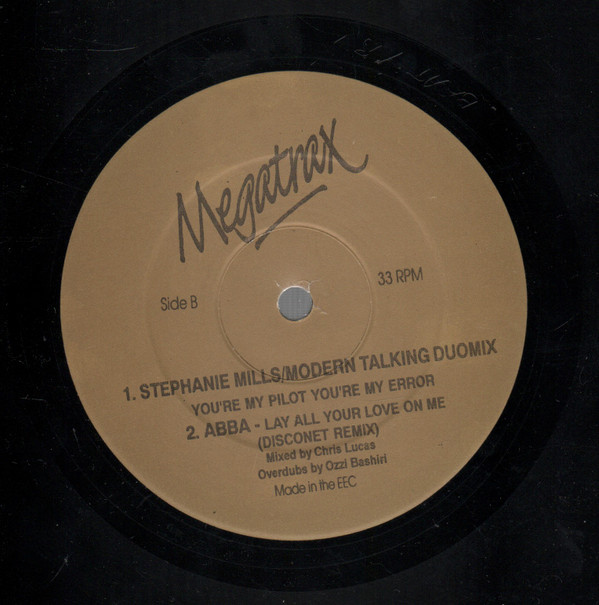 Megatrax
Side B
33 RPM
1. STEPHANIE MILLS/MODERN TALKING DUOMIX
YOU'RE MY PILOT YOU'RE MY ERROR
2. ABBA - LAY ALL YOUR LOVE ON ME
(DISCONET REMIX)
Mixed by Chris Lucas
Overdubs by Ozzi Bashiri
Made in the EEC